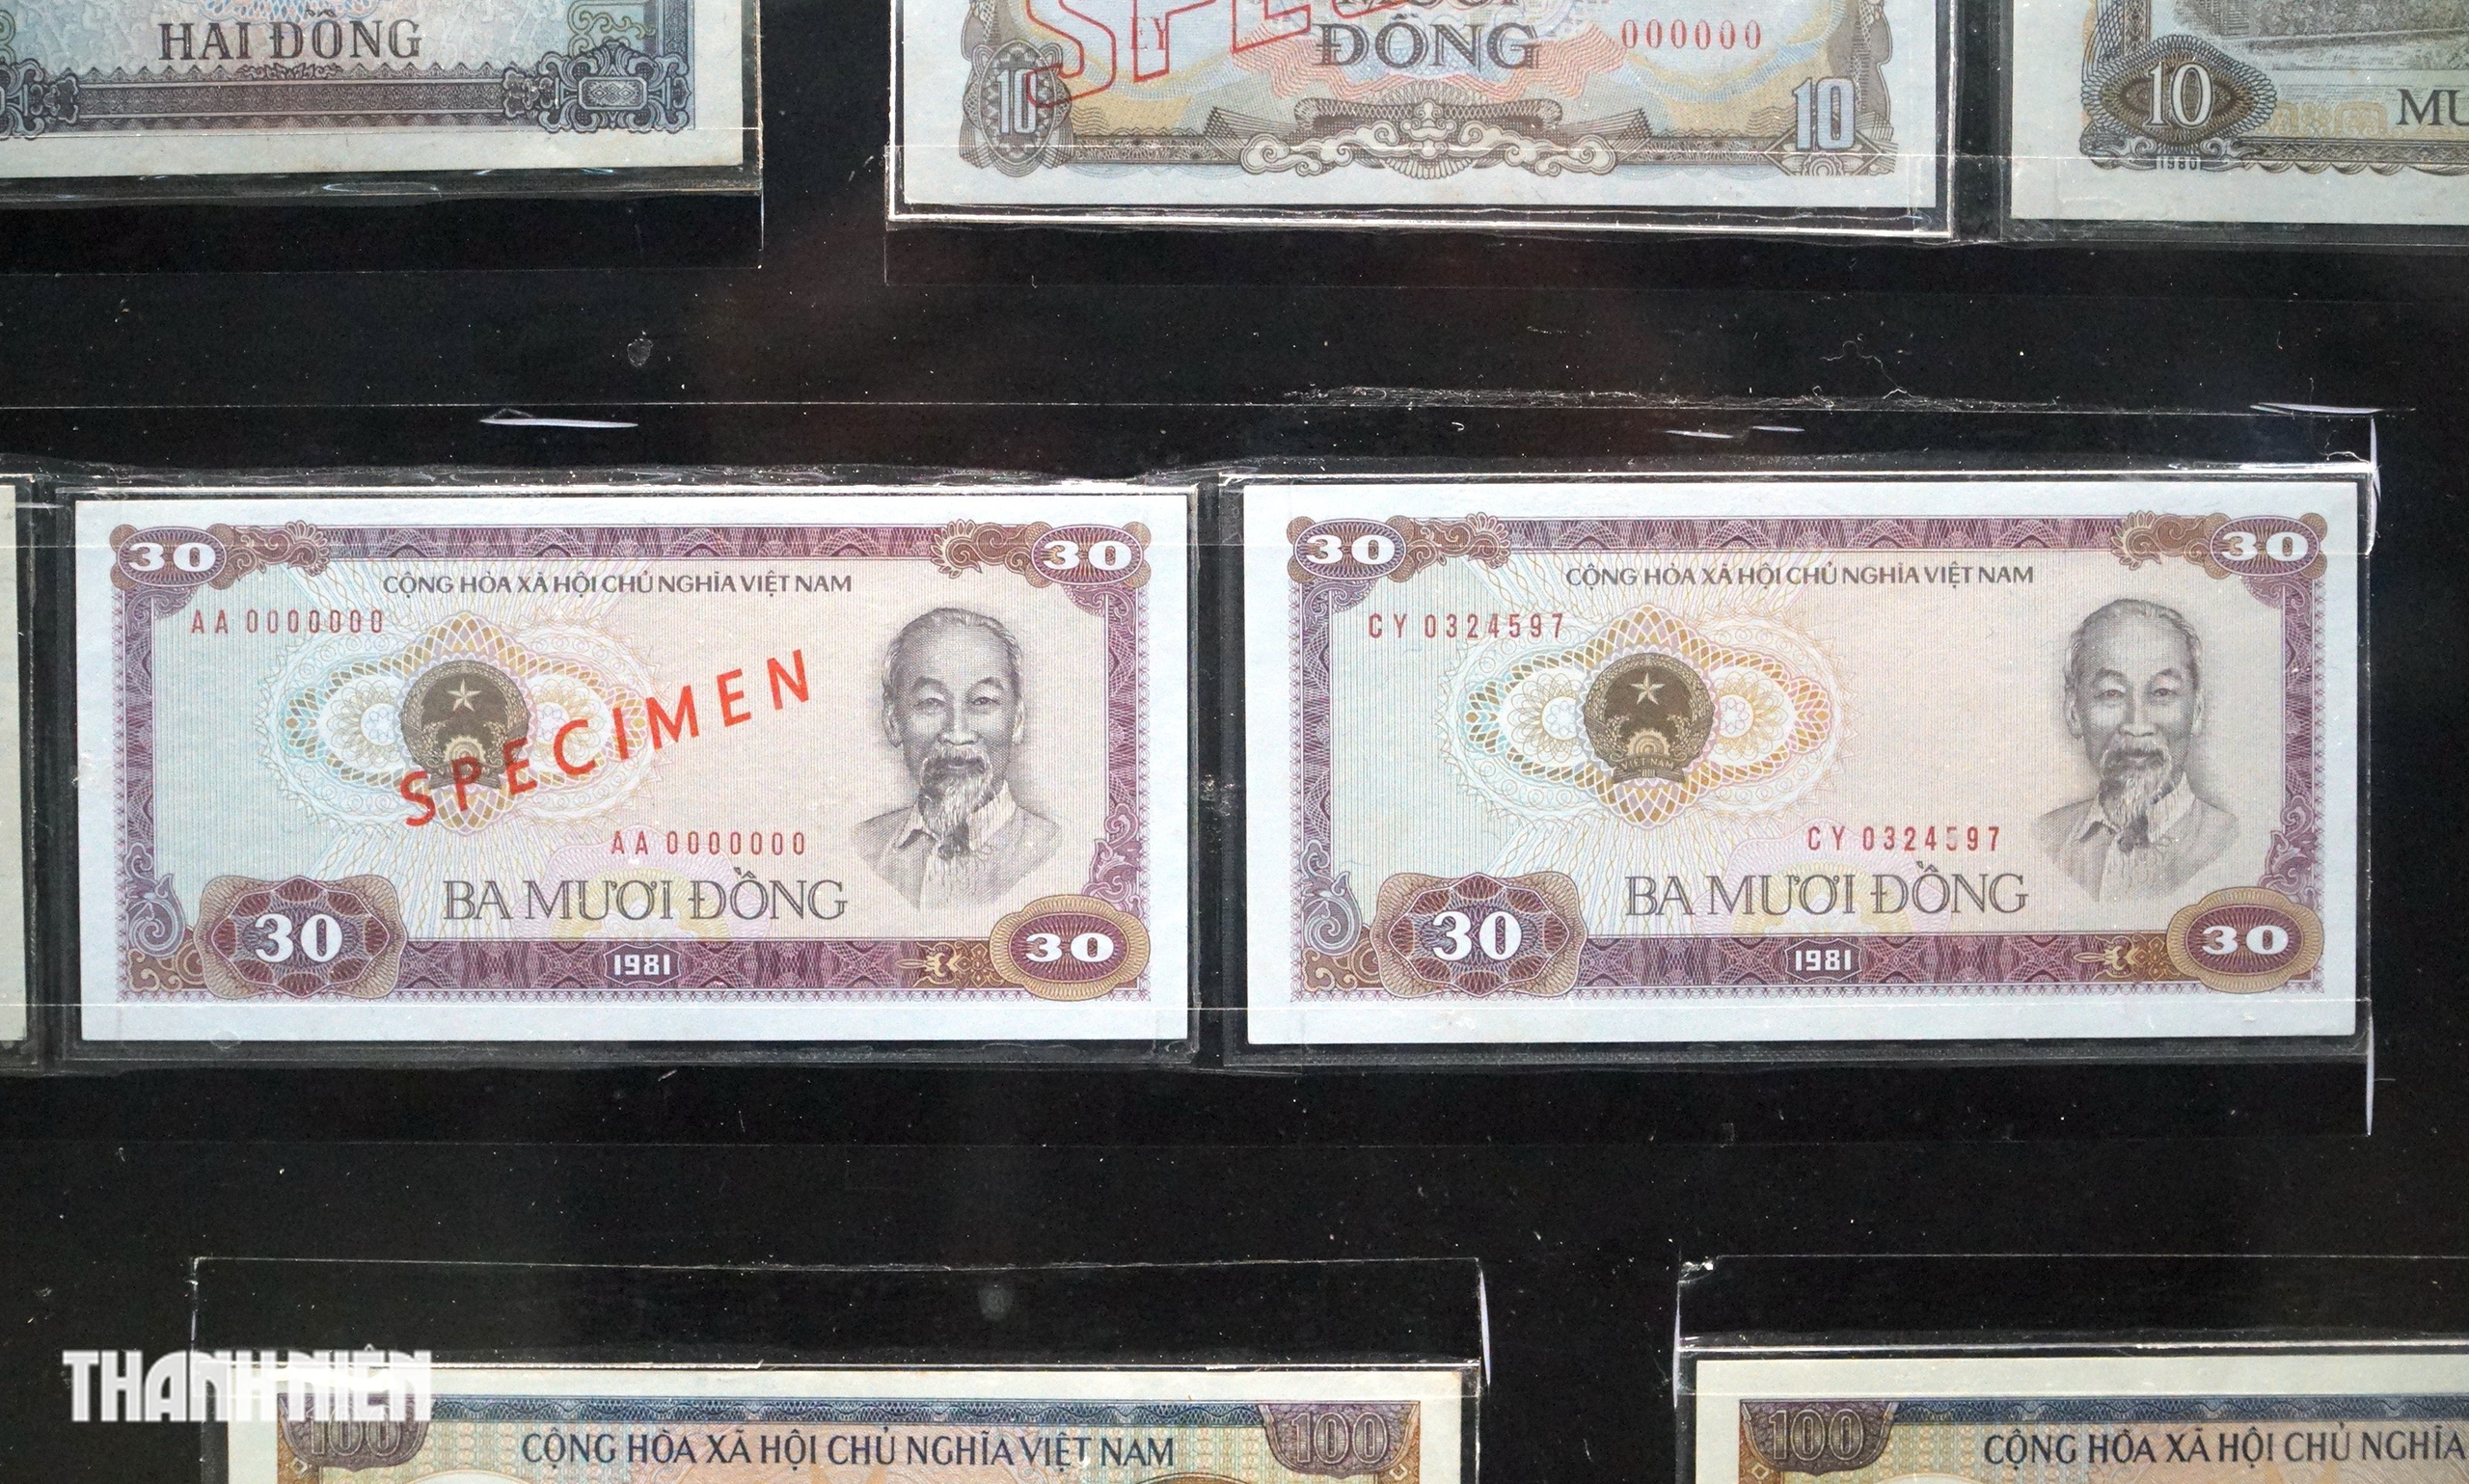 HAI ĐỒNG
EY
ĐỒNG
000000
10
10
10
1980
30
30
CỘNG HÒA XÃ HỘI CHỦ NGHĨA VIỆT NAM
AA 0000000
SPECIMEN
AA 0000000
BA MƯƠI ĐỒNG
30
1981
30
30
30
CỘNG HÒA XÃ HỘI CHỦ NGHĨA VIỆT NAM
CY 0324597
VIỆT NAM
CY 0324597
BA MƯƠI ĐỒNG
30
1981
30
THANH NIÊN
100
CỘNG HÒA XÃ HỘI CHỦ NGHĨA VIỆT NAM
100
100
CỘNG HÒA XÃ HỘI CHỦ NGHĨA